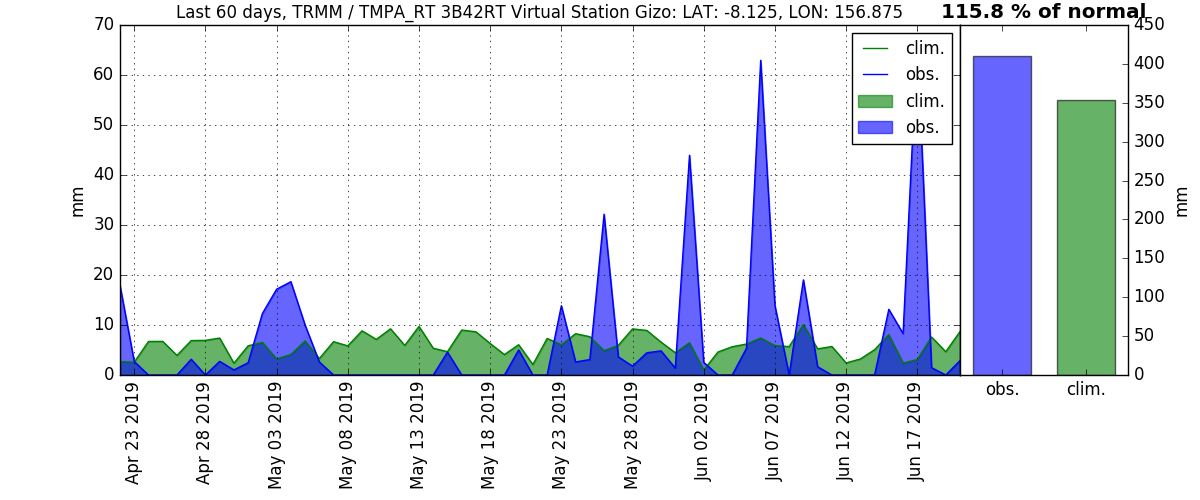 Last 60 days, TRMM / TMPA_RT 3B42RT Virtual Station Gizo: LAT: -8.125, LON: 156.875
115.8 % of normal
70
60
50
40
30
20
10
0
mm
clim.
obs.
clim.
obs.
450
400
350
300
250
200
150
100
50
0
mm
obs.
clim.
Apr 23 2019
Apr 28 2019
May 03 2019
May 08 2019
May 13 2019
May 18 2019
May 23 2019
May 28 2019
Jun 02 2019
Jun 07 2019
Jun 12 2019
Jun 17 2019